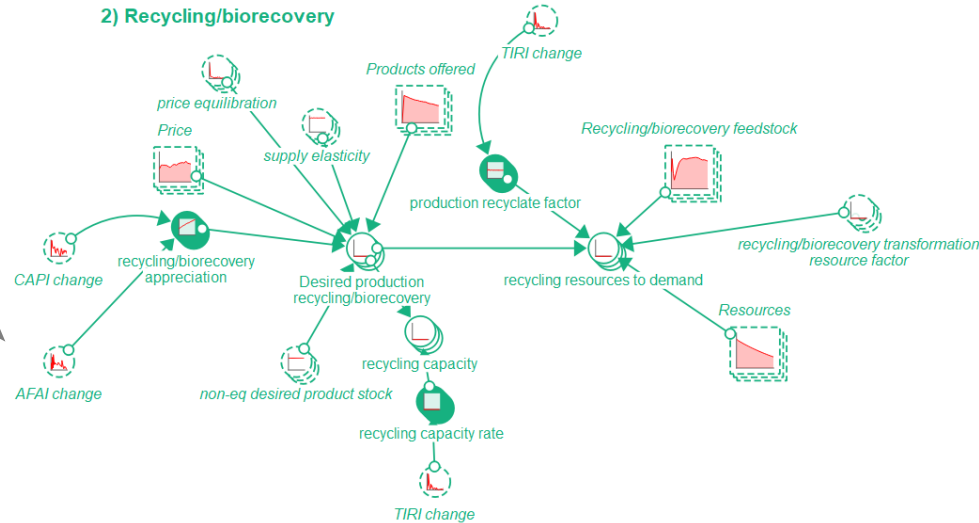 2) Recycling/biorecovery
TIRI change
Products offered
price equilibration
Price
supply elasticity
Recycling/biorecovery feedstock
production recyclate factor
recycling/biorecovery transformation
resource factor
CAPI change
recycling/biorecovery
appreciation
Desired production
recycling/biorecovery
recycling resources to demand
Resources
recycling capacity
AFAI change
non-eq desired product stock
recycling capacity rate
TIRI change